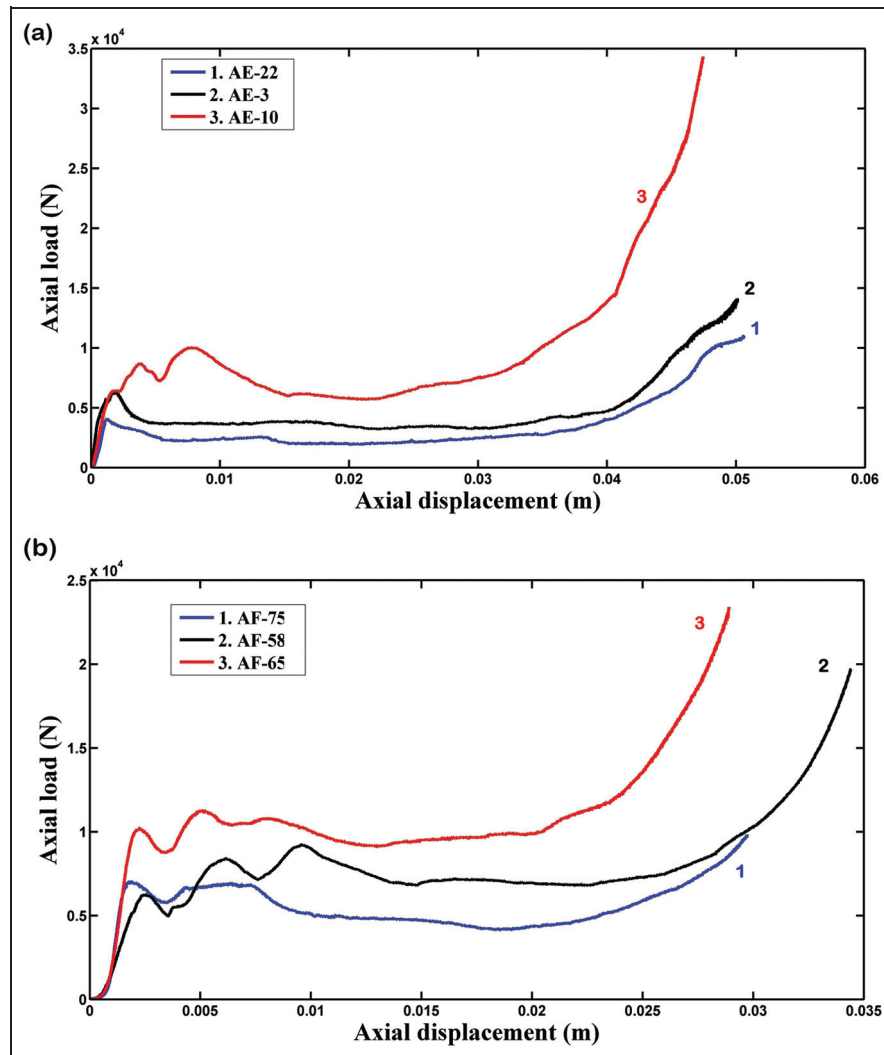 (a)
x 10⁴
3.5
3
2.5
2
1.5
1
0.5
0
Axial load (N)
1. AE-22
2. AE-3
3. AE-10
3
2
1
0 0.01 0.02 0.03 0.04 0.05 0.06
Axial displacement (m)
(b)
x 10⁴
2.5
2
1.5
1
0.5
0
Axial load (N)
1. AF-75
2. AF-58
3. AF-65
3
2
1
0 0.005 0.01 0.015 0.02 0.025 0.03 0.035
Axial displacement (m)